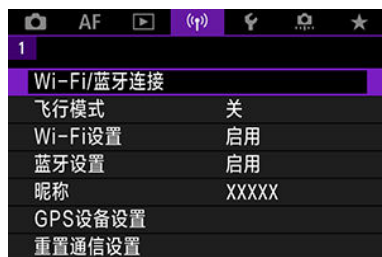 AF
1
Wi-Fi/蓝牙连接
飞行模式 关
Wi-Fi设置 启用
蓝牙设置 启用
昵称 XXXXX
GPS设备设置
重置通信设置